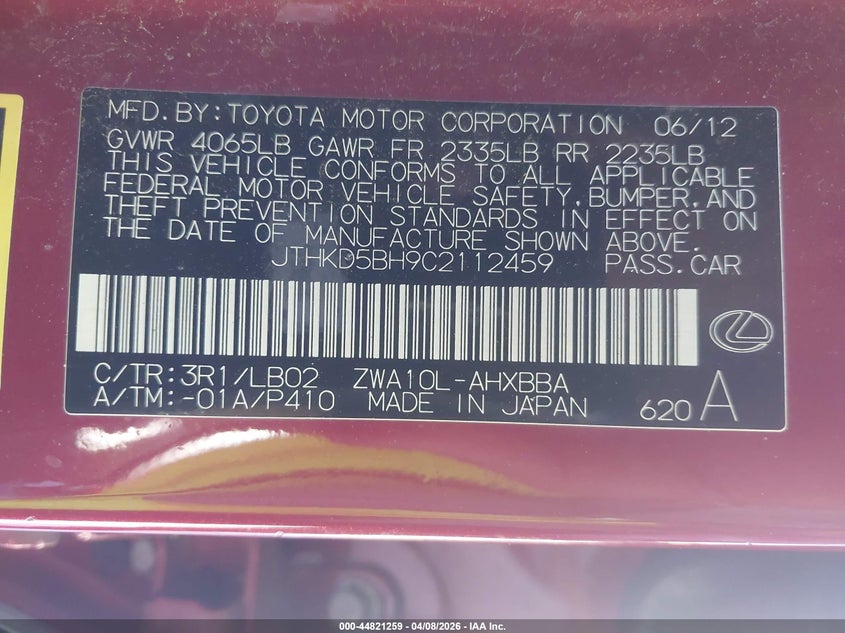 MFD.BY:TOYOTA MOTOR CORPORATION 06/12
GVWR 4065LB GAWR FR 2335LB RR 2235LB
THIS VEHICLE CONFORMS TO ALL APPLICABLE
FEDERAL MOTOR VEHICLE SAFETY,BUMPER,AND
THEFT PREVENTION STANDARDS IN EFFECT ON
THE DATE OF MANUFACTURE SHOWN ABOVE.
JTHKD5BH9C2112459 PASS.CAR
C/TR:3R1/LB02 ZWA10L-AHXBBA
A/TM:-01A/P410 MADE IN JAPAN 620 A
000-44821259 | 04/08/2026 - IAA Inc.